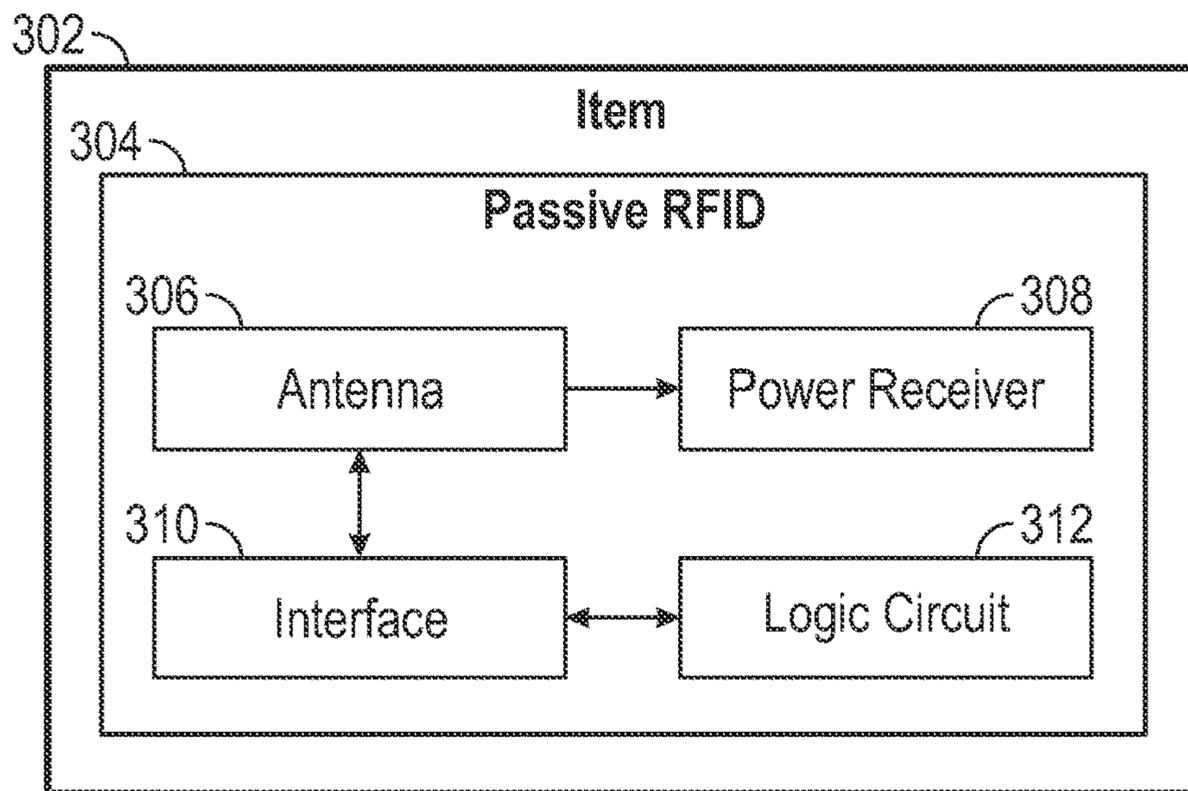 302
Item
304
Passive RFID
306
308
Antenna
Power Receiver
310
312
Interface
Logic Circuit